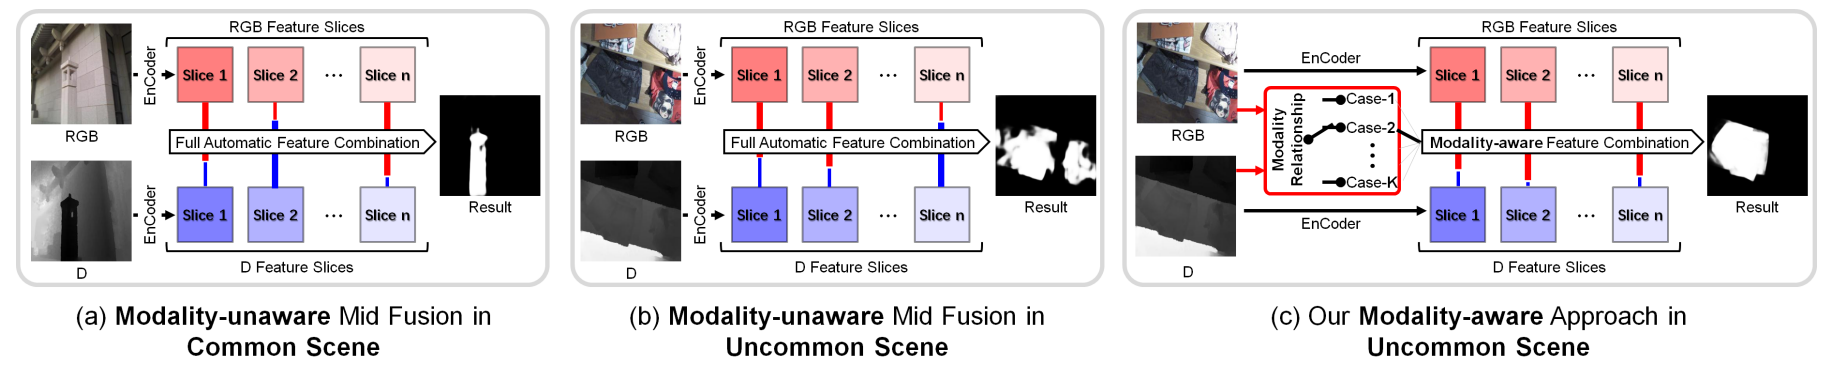 RGB Feature Slices
EnCoder
Slice 1
Slice 2
...
Slice n
RGB
Full Automatic Feature Combination
Result
EnCoder
Slice 1
Slice 2
...
Slice n
D
D Feature Slices
(a) Modality-unaware Mid Fusion in
Common Scene
RGB Feature Slices
EnCoder
Slice 1
Slice 2
...
Slice n
RGB
Full Automatic Feature Combination
Result
EnCoder
Slice 1
Slice 2
...
Slice n
D
D Feature Slices
(b) Modality-unaware Mid Fusion in
Uncommon Scene
RGB Feature Slices
EnCoder
Slice 1
Slice 2
...
Slice n
RGB
Modality
Relationship
Case-1
Case-2
Case-K
Modality-aware Feature Combination
Result
EnCoder
Slice 1
Slice 2
...
Slice n
D
D Feature Slices
(c) Our Modality-aware Approach in
Uncommon Scene